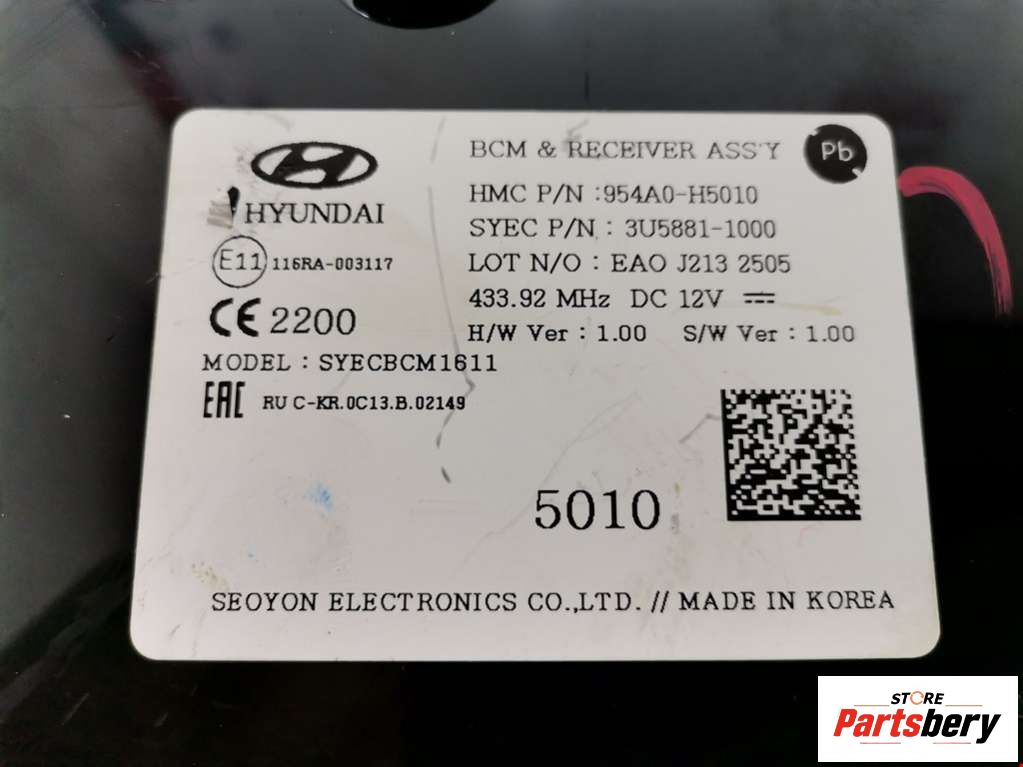 BCM & RECEIVER ASS'Y
Pb
HYUNDAI
HMC P/N :954A0-H5010
SYEC P/N : 3U5881-1000
E11 116RA-003117
LOT N/O : EAO J213 2505
433.92 MHz DC 12V
CE 2200
H/W Ver : 1.00 S/W Ver : 1.00
MODEL : SYECBCM1611
EAC RU C-KR.0C13.B.02149
5010
SEOYON ELECTRONICS CO.,LTD. // MADE IN KOREA
STORE
Partsbery